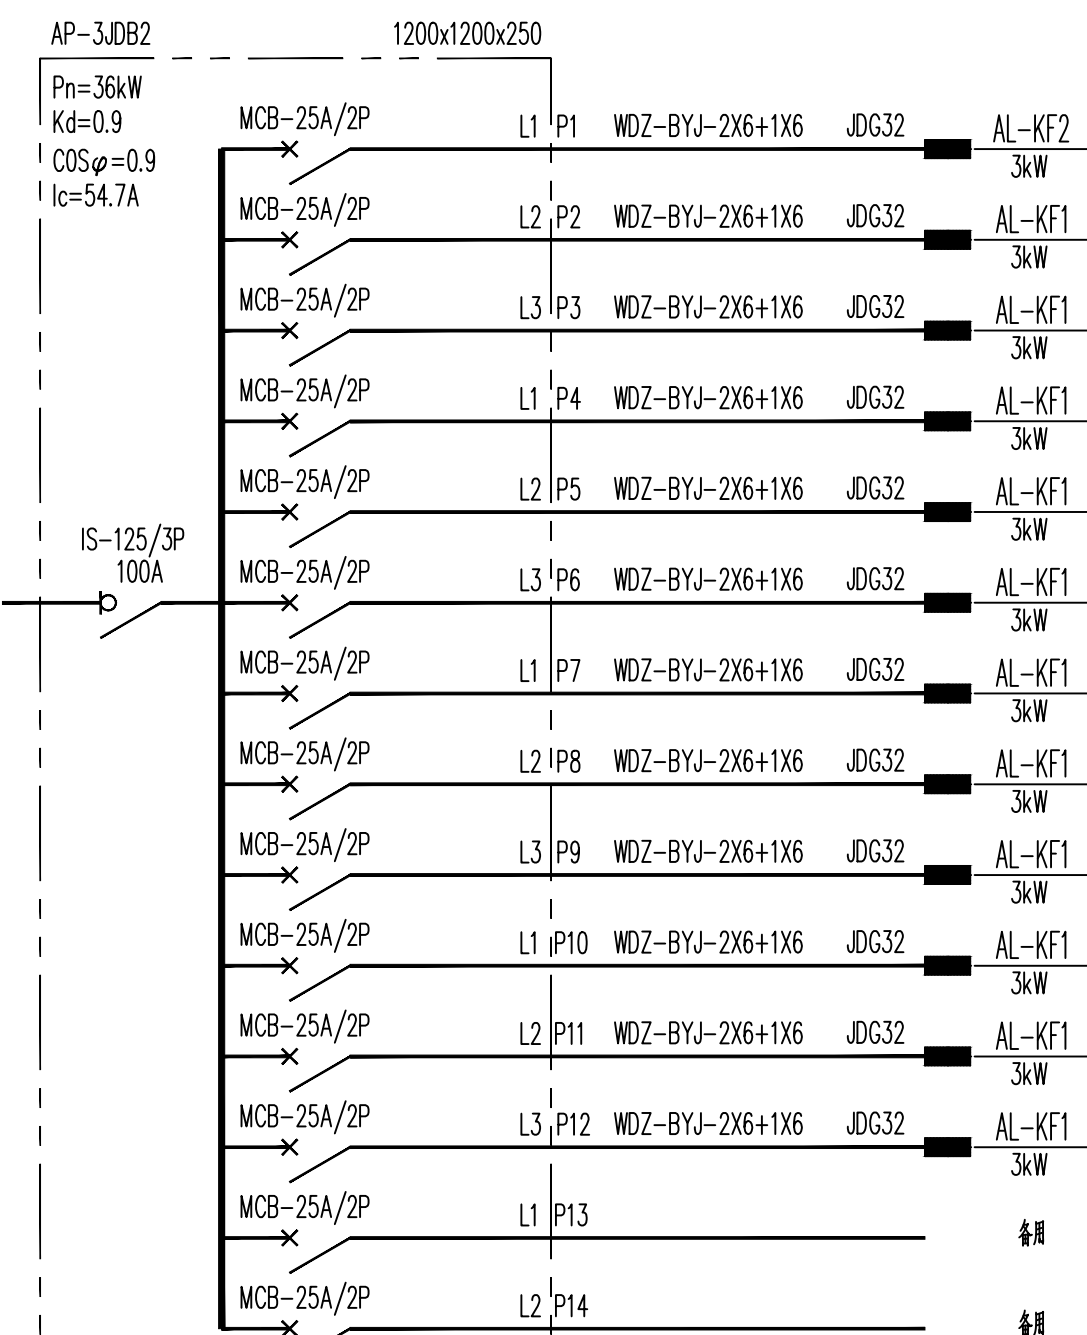 AP-3JDB2 1200x1200x250
Pn=36kW
Kd=0.9
COSφ=0.9
Ic=54.7A
IS-125/3P
100A
MCB-25A/2P L1 P1 WDZ-BYJ-2X6+1X6 JDG32 AL-KF2
3kW
MCB-25A/2P L2 P2 WDZ-BYJ-2X6+1X6 JDG32 AL-KF1
3kW
MCB-25A/2P L3 P3 WDZ-BYJ-2X6+1X6 JDG32 AL-KF1
3kW
MCB-25A/2P L1 P4 WDZ-BYJ-2X6+1X6 JDG32 AL-KF1
3kW
MCB-25A/2P L2 P5 WDZ-BYJ-2X6+1X6 JDG32 AL-KF1
3kW
MCB-25A/2P L3 P6 WDZ-BYJ-2X6+1X6 JDG32 AL-KF1
3kW
MCB-25A/2P L1 P7 WDZ-BYJ-2X6+1X6 JDG32 AL-KF1
3kW
MCB-25A/2P L2 P8 WDZ-BYJ-2X6+1X6 JDG32 AL-KF1
3kW
MCB-25A/2P L3 P9 WDZ-BYJ-2X6+1X6 JDG32 AL-KF1
3kW
MCB-25A/2P L1 P10 WDZ-BYJ-2X6+1X6 JDG32 AL-KF1
3kW
MCB-25A/2P L2 P11 WDZ-BYJ-2X6+1X6 JDG32 AL-KF1
3kW
MCB-25A/2P L3 P12 WDZ-BYJ-2X6+1X6 JDG32 AL-KF1
3kW
MCB-25A/2P L1 P13 备用
MCB-25A/2P L2 P14 备用